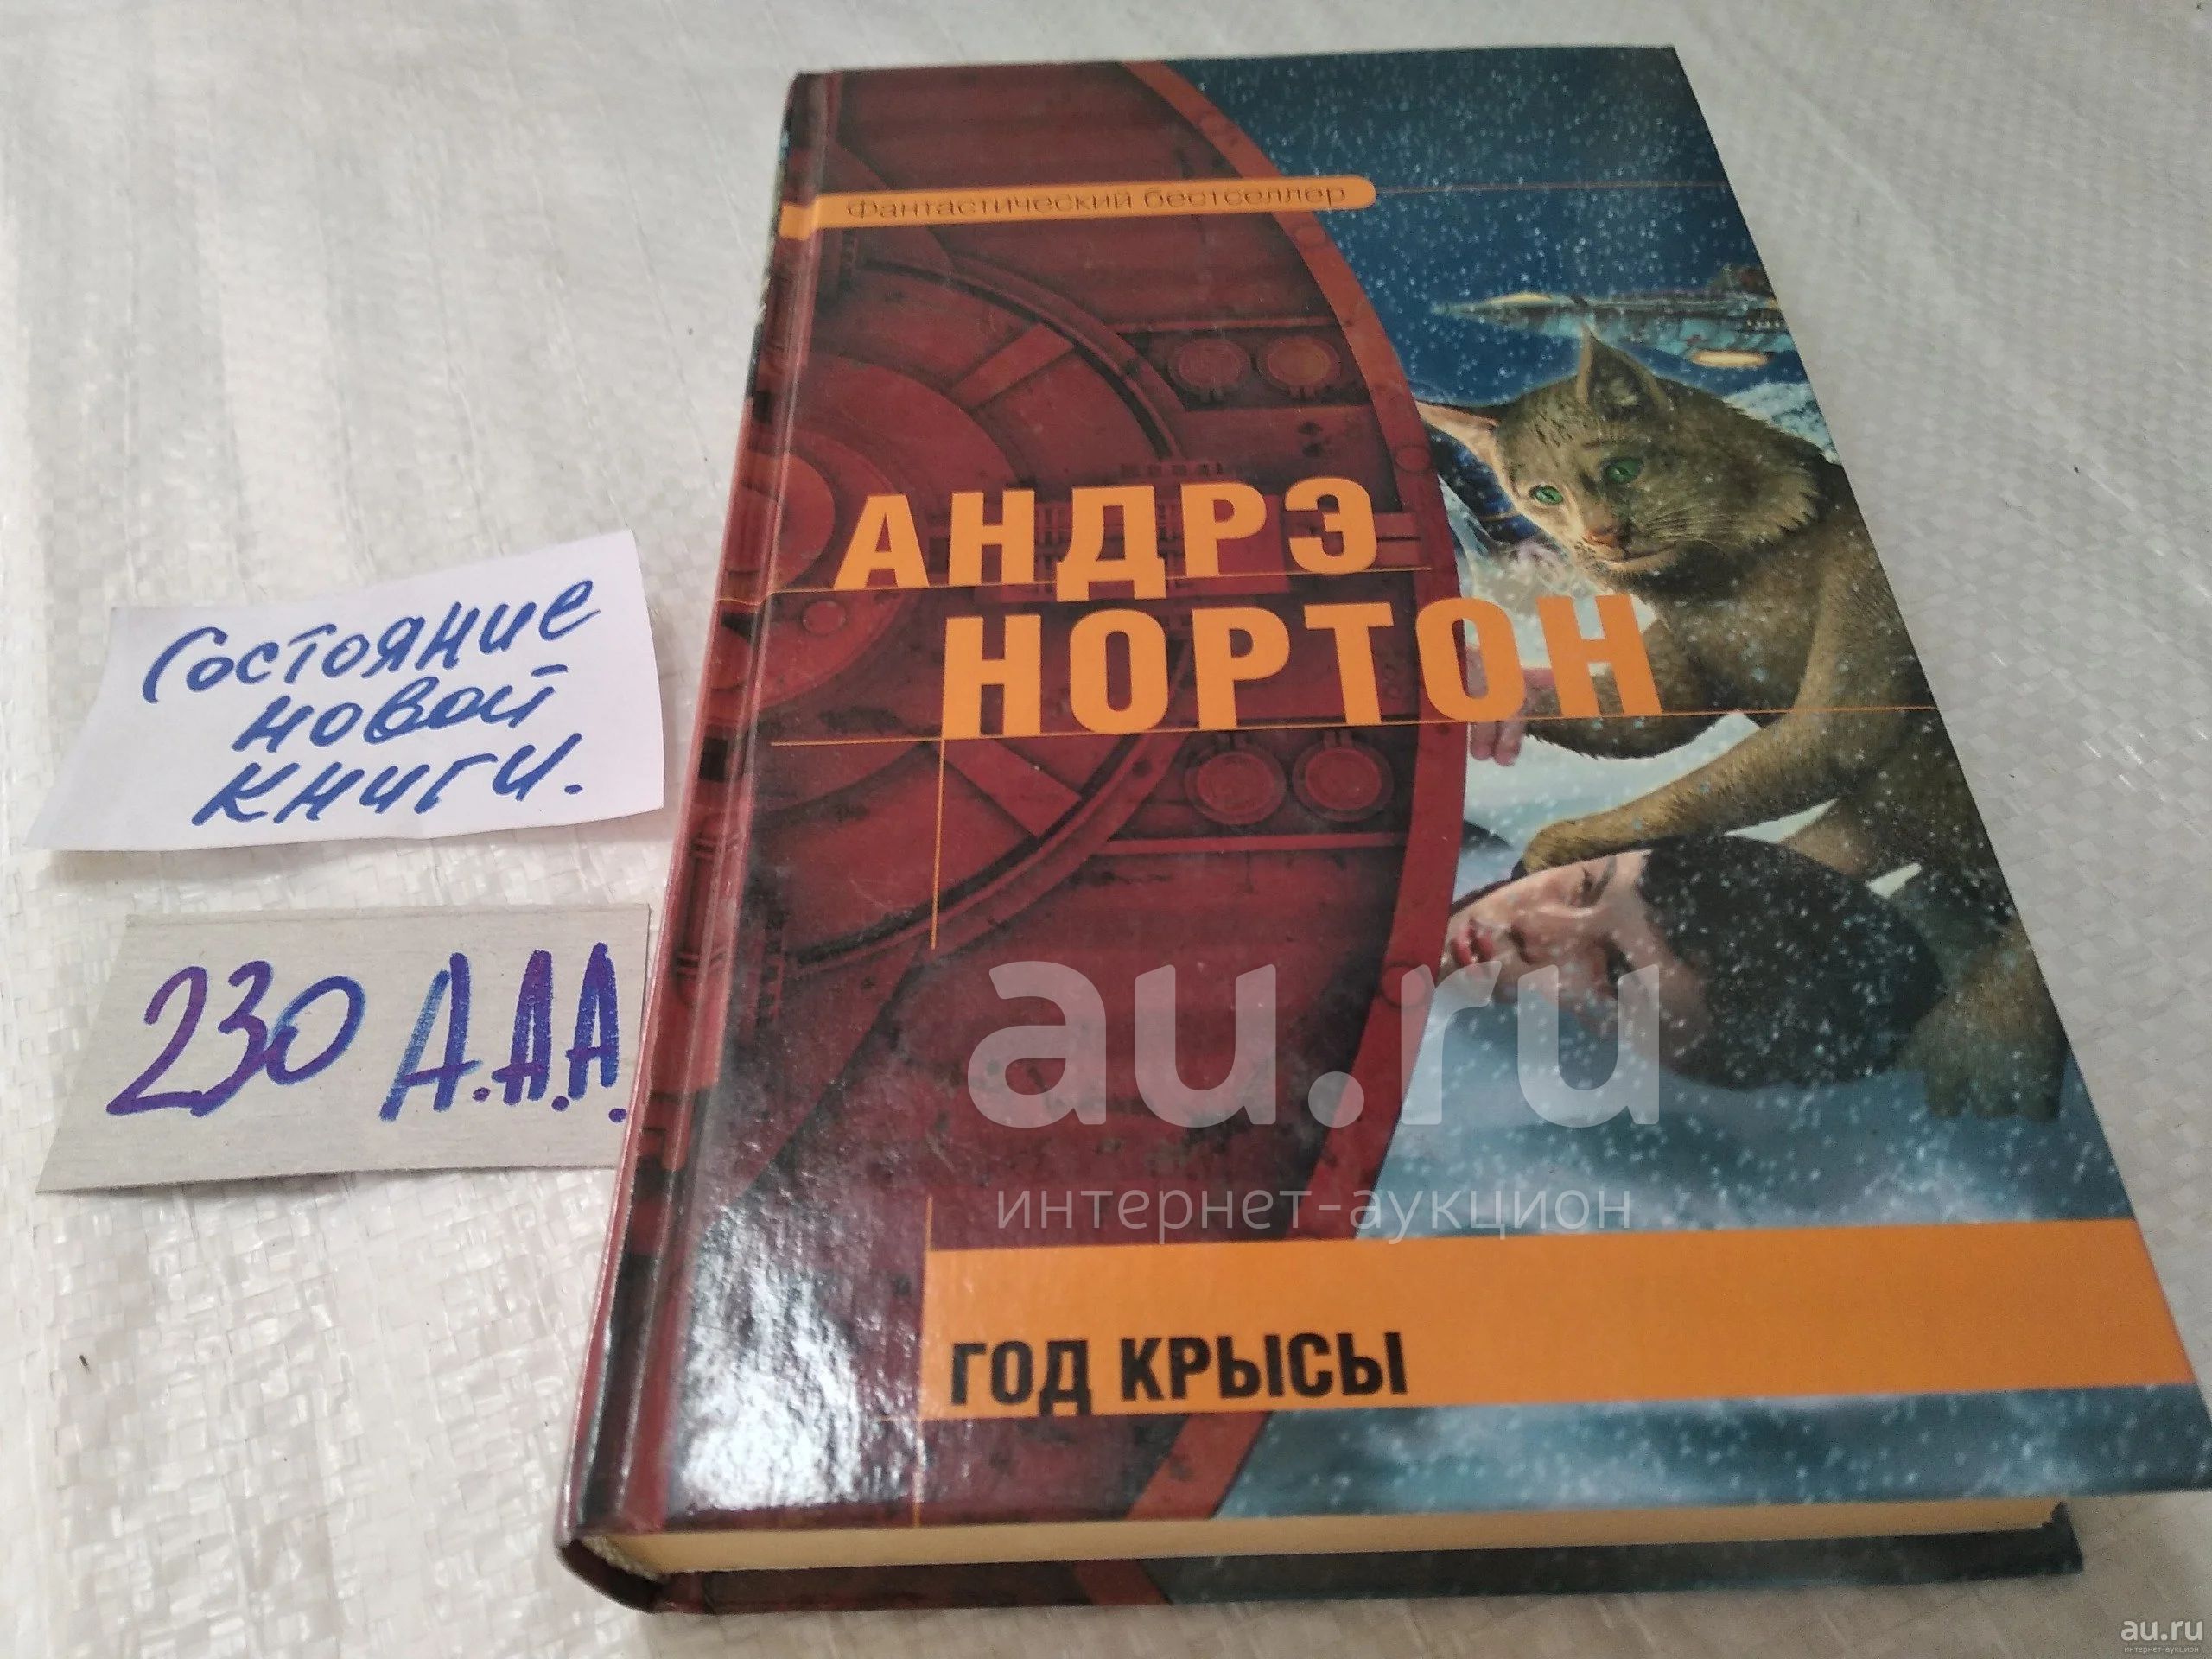 Фантастический бестселлер
АНДРЭ
НОРТОН
Состояние
новой
книги.
230 А.А.А.
au.ru
интернет-аукцион
ГОД КРЫСЫ
au.ru
интернет-аукцион